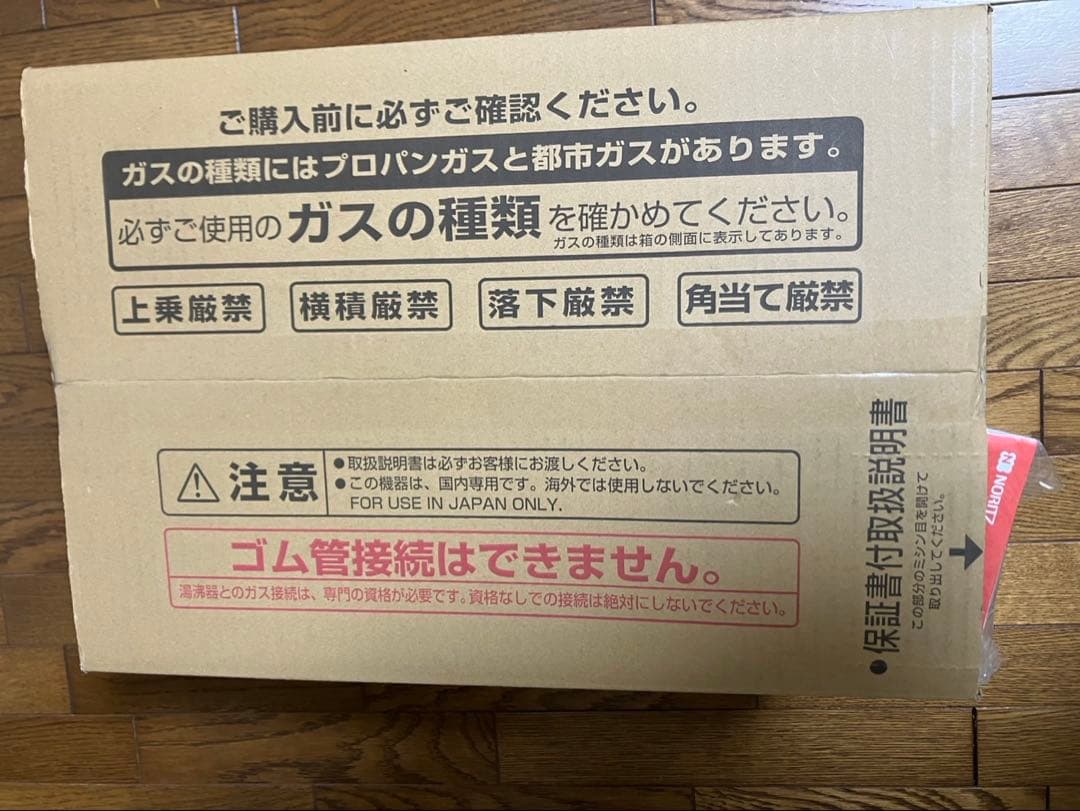 ご購入前に必ずご確認ください。
ガスの種類にはプロパンガスと都市ガスがあります。
必ずご使用のガスの種類を確かめてください。
ガスの種類は箱の側面に表示してあります。
上乗厳禁
横積厳禁
落下厳禁
角当て厳禁
注意
●取扱説明書は必ずお客様にお渡しください。
●この機器は、国内専用です。海外では使用しないでください。
FOR USE IN JAPAN ONLY.
ゴム管接続はできません。
湯沸器とのガス接続は、専門の資格が必要です。資格なしでの接続は絶対にしないでください。
●保証書付取扱説明書
この部分のミシン目を開けて
取り出してください。
NORITZ